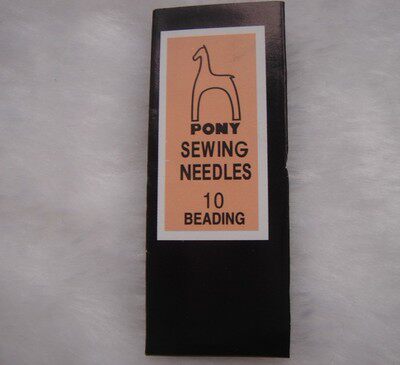 PONY
SEWING
NEEDLES
10
BEADING